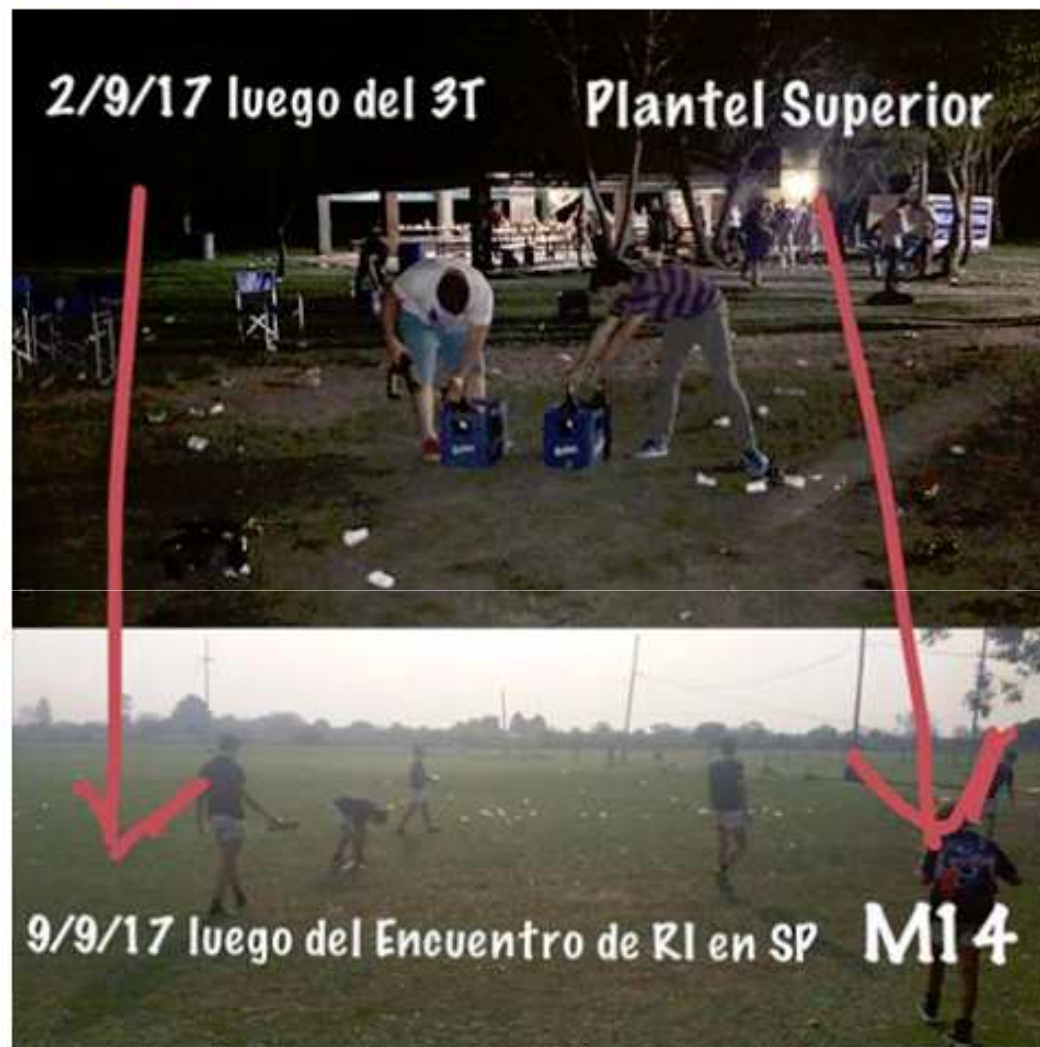 2/9/17 luego del 3T
Plantel Superior
9/9/17 luego del Encuentro de RI en SP
M14